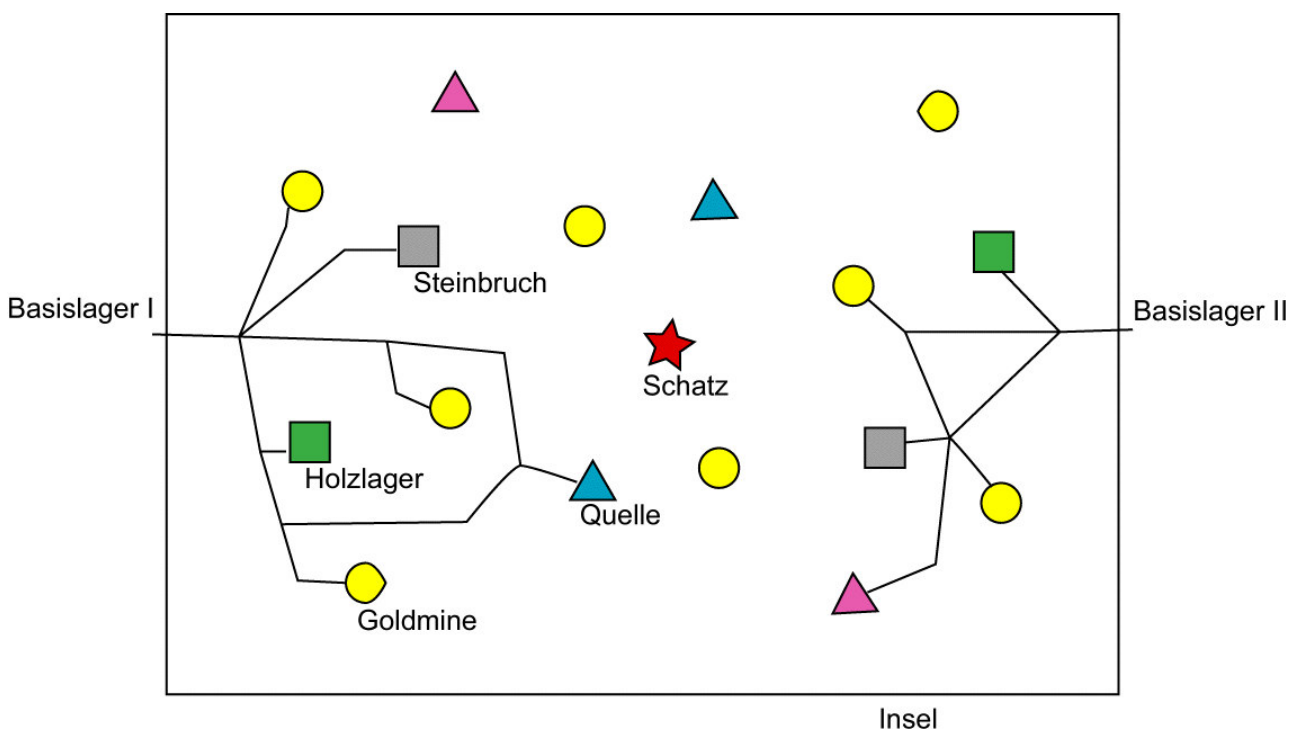 Steinbruch
Basislager I
Basislager II
Schatz
Holzlager
Quelle
Goldmine
Insel